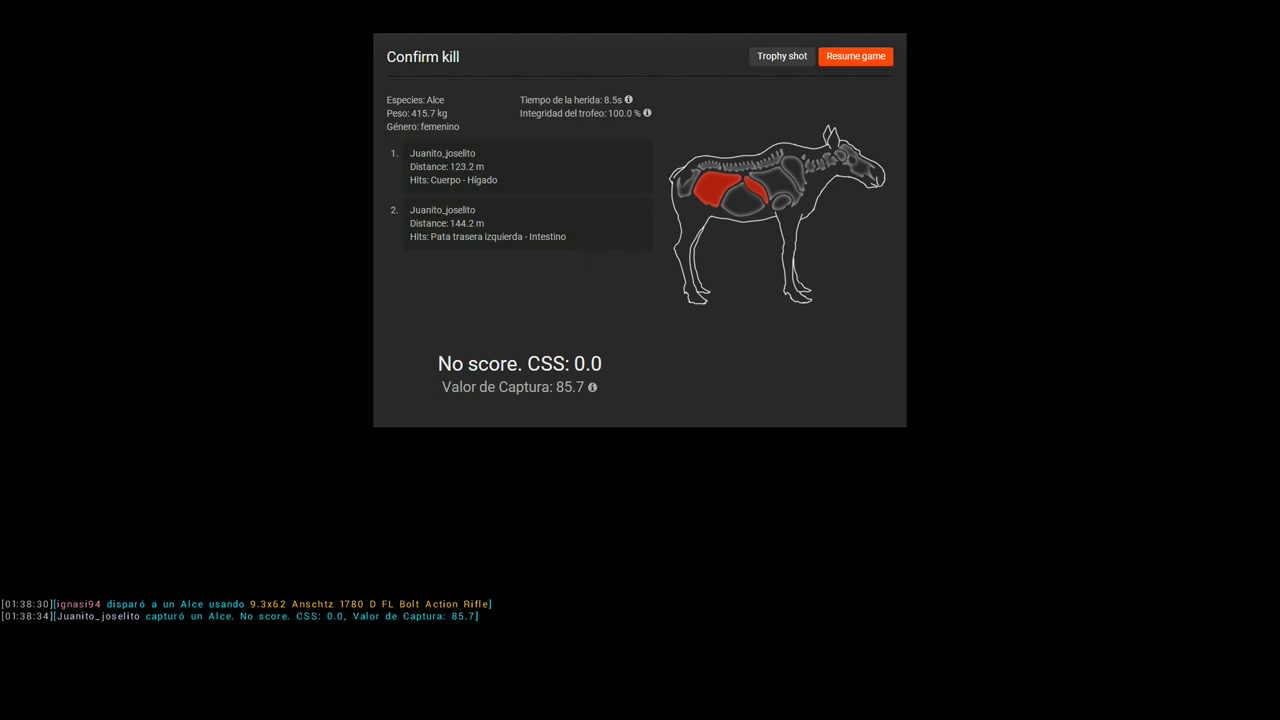 Confirm kill
Trophy shot
Resume game
Especies: Alce
Peso: 415.7 kg
Género: femenino
Tiempo de la herida: 8.5s
Integridad del trofeo: 100.0 %
1. Juanito_joselito
Distance: 123.2 m
Hits: Cuerpo - Hígado
2. Juanito_joselito
Distance: 144.2 m
Hits: Pata trasera izquierda - Intestino
No score. CSS: 0.0
Valor de Captura: 85.7
[01:38:30][ignasi94 disparó a un Alce usando 9.3x62 Anschtz 1780 D FL Bolt Action Rifle]
[01:38:34][Juanito_joselito capturó un Alce. No score. CSS: 0.0, Valor de Captura: 85.7]